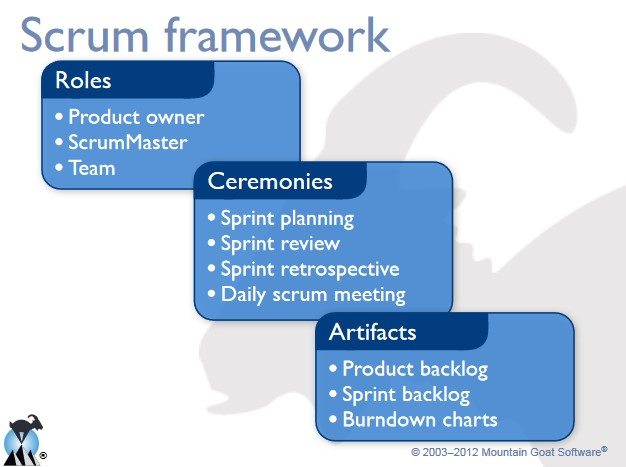 Scrum framework
Roles
• Product owner
• ScrumMaster
• Team
Ceremonies
• Sprint planning
• Sprint review
• Sprint retrospective
• Daily scrum meeting
Artifacts
• Product backlog
• Sprint backlog
• Burndown charts
®
© 2003–2012 Mountain Goat Software®